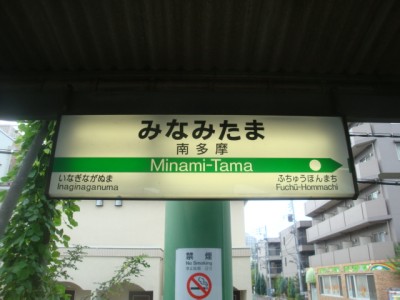 みなみたま
南多摩
Minami-Tama
いなぎながぬま
Inaginaganuma
ふちゅうほんまち
Fuchū-Hommachi
禁煙
No Smoking